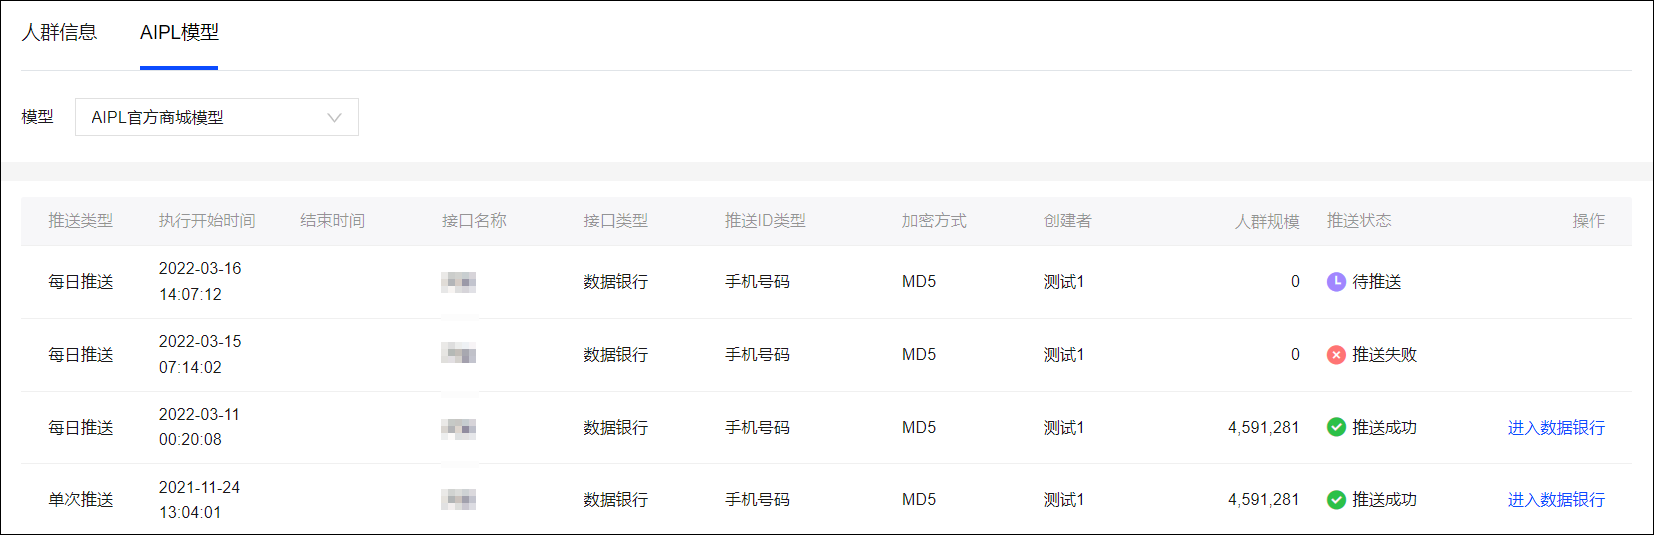 人群信息 AIPL模型
模型 AIPL官方商城模型
推送类型 执行开始时间 结束时间 接口名称 接口类型 推送ID类型 加密方式 创建者 人群规模 推送状态 操作
每日推送 2022-03-16 14:07:12 数据银行 手机号码 MD5 测试1 0 待推送
每日推送 2022-03-15 07:14:02 数据银行 手机号码 MD5 测试1 0 推送失败
每日推送 2022-03-11 00:20:08 数据银行 手机号码 MD5 测试1 4,591,281 推送成功 进入数据银行
单次推送 2021-11-24 13:04:01 数据银行 手机号码 MD5 测试1 4,591,281 推送成功 进入数据银行